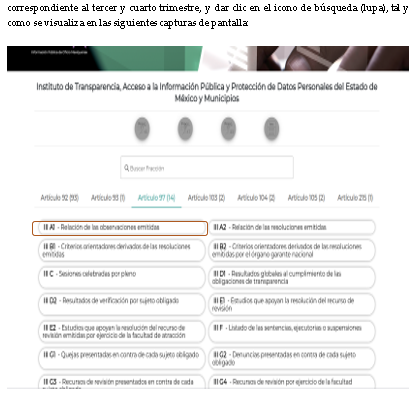 correspondiente al tercer y cuarto trimestre, y dar clic en el icono de búsqueda (lupa), tal y
como se visualiza en las siguientes capturas de pantalla:
Instituto de Transparencia, Acceso a la Información Pública y Protección de Datos Personales del Estado de
México y Municipios
Buscar Fracción
Artículo 92 (93) Artículo 93 (1) Artículo 97 (14) Artículo 103 (2) Artículo 104 (2) Artículo 105 (2) Artículo 215 (1)
III A1 - Relación de las observaciones emitidas
III A2 - Relación de las resoluciones emitidas
III B1 - Criterios orientadores derivados de las resoluciones
emitidas
III B2 - Criterios orientadores derivados de las resoluciones
emitidas por el órgano garante nacional
III C - Sesiones celebradas por pleno
III D1 - Resultados globales al cumplimiento de las
obligaciones de transparencia
III D2 - Resultados de verificación por sujeto obligado
III E1 - Estudios que apoyan la resolución del recurso de
revisión
III E2 - Estudios que apoyan la resolución del recurso de
revisión emitidas por ejercicio de la facultad de atracción
III F - Listado de las sentencias, ejecutorias o suspensiones
III G1 - Quejas presentadas en contra de cada sujeto obligado
III G2 - Denuncias presentadas en contra de cada sujeto
obligado
III G3 - Recursos de revisión presentados en contra de cada
sujeto obligado
III G4 - Recursos de revisión por ejercicio de la facultad